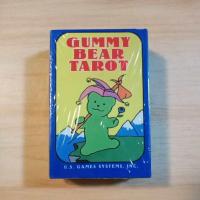 GUMMY
BEAR
TAROT
U.S. GAMES SYSTEMS, INC.